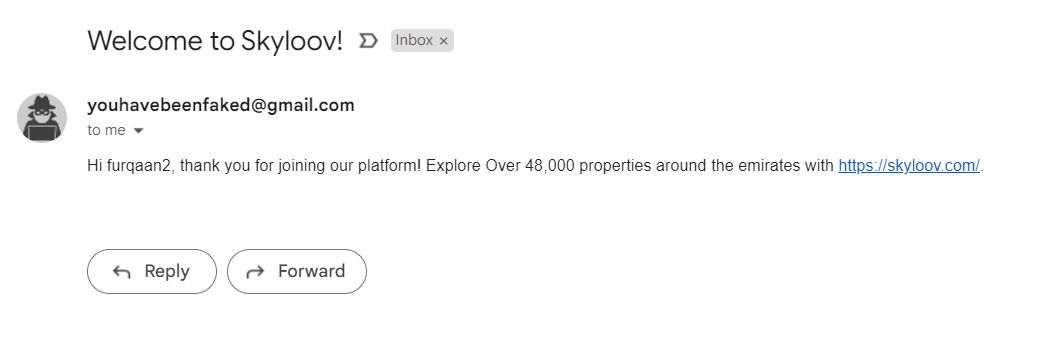 Welcome to Skyloov! Inbox ×
youhavebeenfaked@gmail.com
to me
Hi furqaan2, thank you for joining our platform! Explore Over 48,000 properties around the emirates with https://skyloov.com/.
Reply Forward